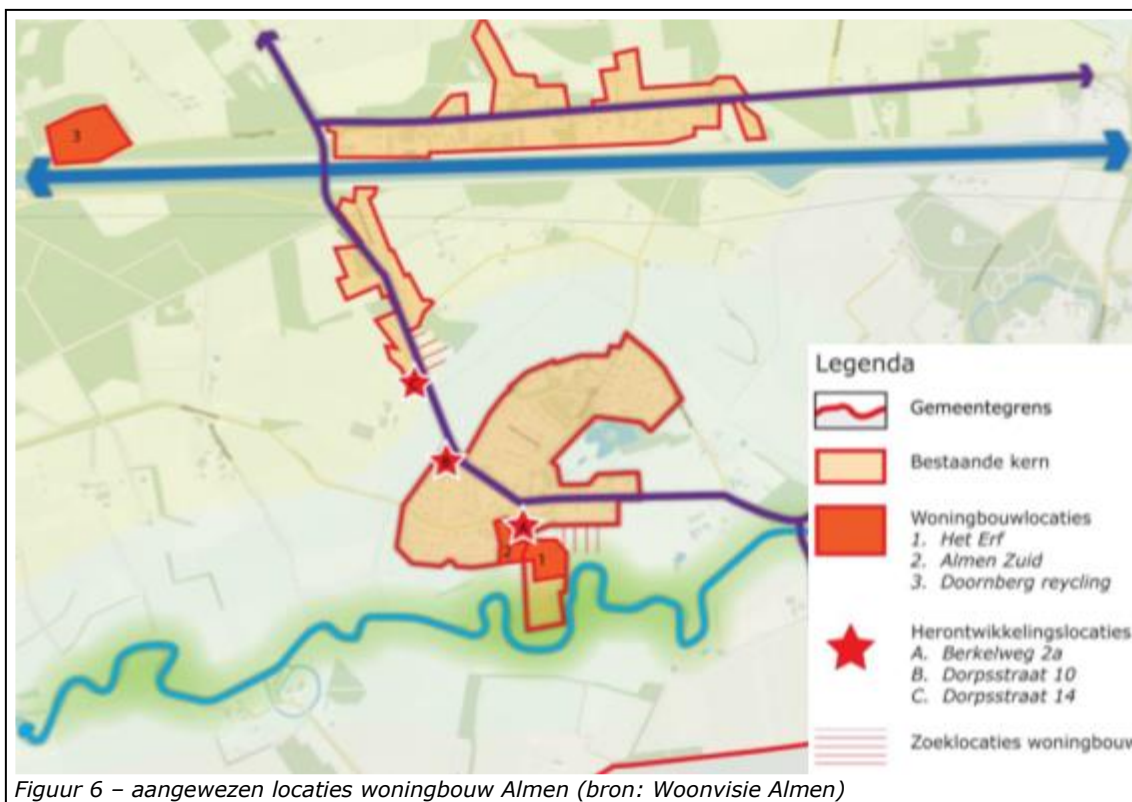 3
2
1
Legenda
Gemeentegrens
Bestaande kern
Woningbouwlocaties
1. Het Erf
2. Almen Zuid
3. Doornberg reycling
Herontwikkelingslocaties
A. Berkelweg 2a
B. Dorpsstraat 10
C. Dorpsstraat 14
Zoeklocaties woningbouw
Figuur 6 – aangewezen locaties woningbouw Almen (bron: Woonvisie Almen)